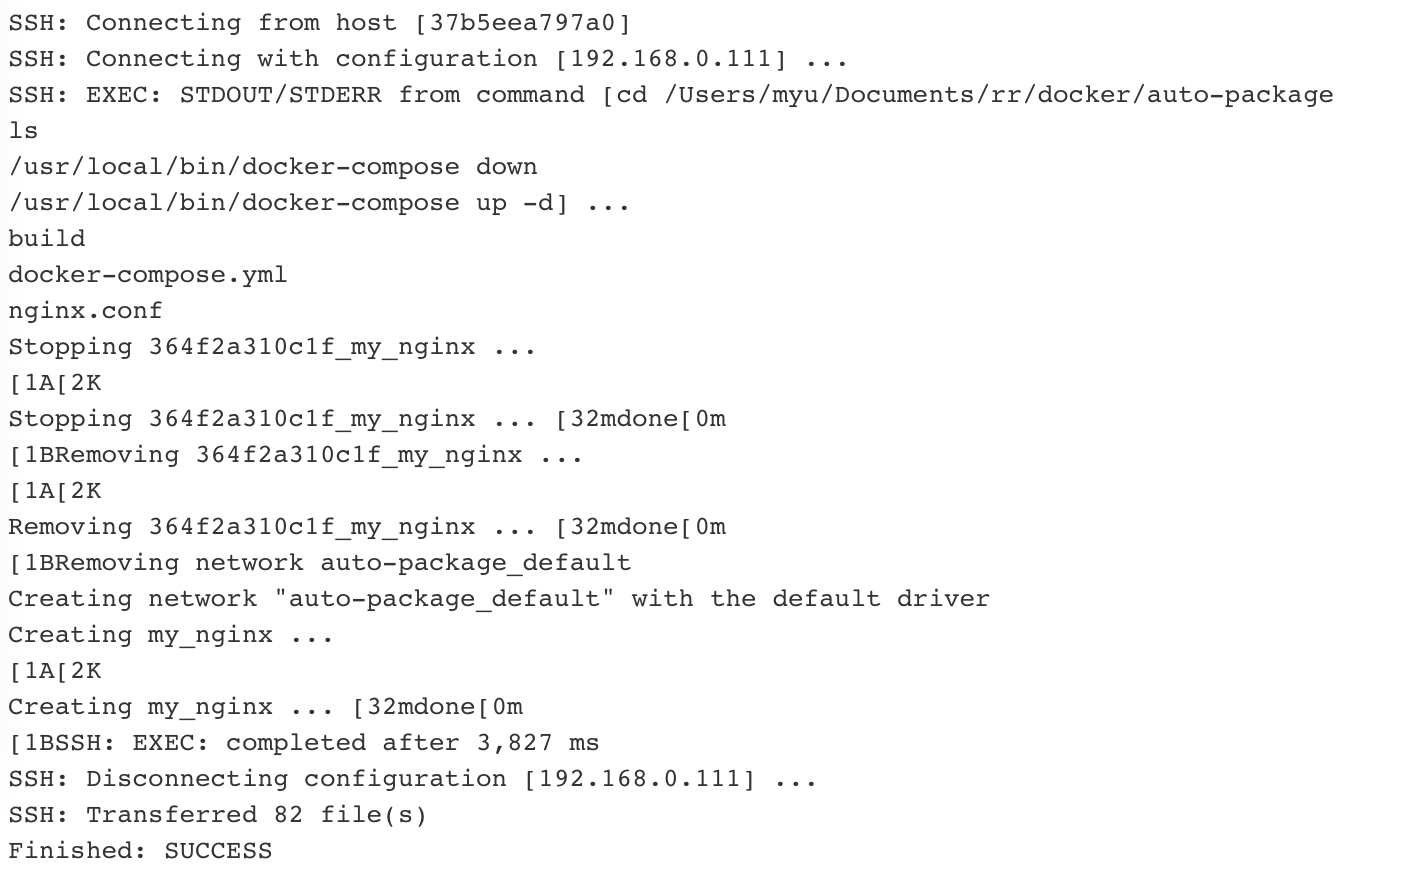 SSH: Connecting from host [37b5eea797a0]
SSH: Connecting with configuration [192.168.0.111] ...
SSH: EXEC: STDOUT/STDERR from command [cd /Users/myu/Documents/rr/docker/auto-package
ls
/usr/local/bin/docker-compose down
/usr/local/bin/docker-compose up -d] ...
build
docker-compose.yml
nginx.conf
Stopping 364f2a310c1f_my_nginx ...
[1A[2K
Stopping 364f2a310c1f_my_nginx ... [32mdone[0m
[1BRemoving 364f2a310c1f_my_nginx ...
[1A[2K
Removing 364f2a310c1f_my_nginx ... [32mdone[0m
[1BRemoving network auto-package_default
Creating network "auto-package_default" with the default driver
Creating my_nginx ...
[1A[2K
Creating my_nginx ... [32mdone[0m
[1BSSH: EXEC: completed after 3,827 ms
SSH: Disconnecting configuration [192.168.0.111] ...
SSH: Transferred 82 file(s)
Finished: SUCCESS